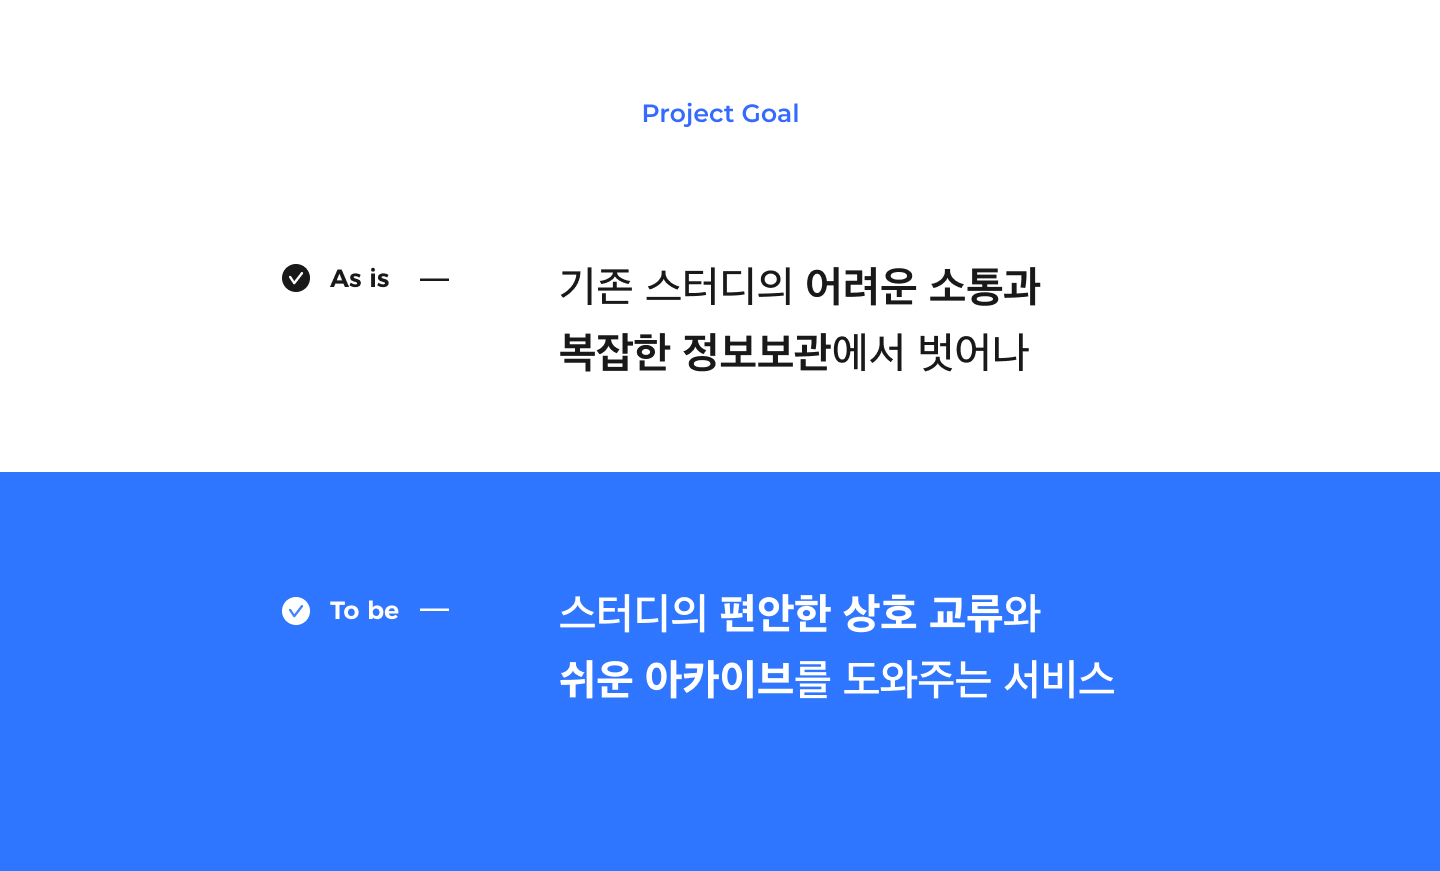 Project Goal
As is —
기존 스터디의 어려운 소통과
복잡한 정보보관에서 벗어나
To be —
스터디의 편안한 상호 교류와
쉬운 아카이브를 도와주는 서비스